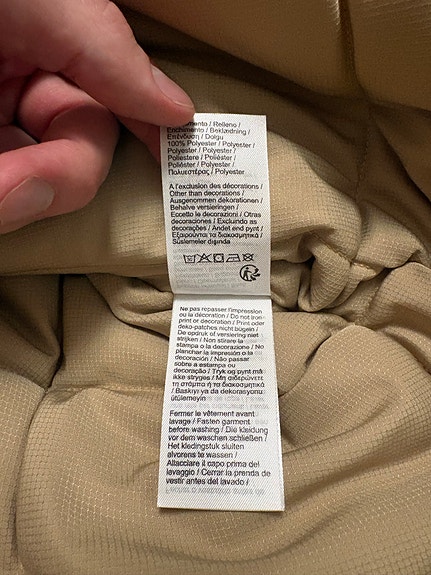 Relleno /
Enchimento / Beklædning /
Επένδυση / Dolgu
100% Polyester / Polyester /
Polyester / Polyester /
Poliestere / Poliéster /
Poliéster / Polyester /
Πολυεστέρας / Polyester
A l'exclusion des décorations /
Other than decorations /
Ausgenommen dekorationen /
Behalve versieringen /
Eccetto le decorazioni / Otras
decoraciones / Excluindo as
decorações / Andet end pynt /
Εξαιρούνται τα διακοσμητικά /
Süslemeler dışında
Ne pas repasser l'impression
ou la décoration / Do not iron
print or decoration / Print oder
deko-patches nicht bügeln /
De opdruk of versiering niet
strijken / Non stirare la
stampa o la decorazione / No
planchar la impresión o la
decoración / Não passar
sobre a estampa ou
decoração / Tryk og pynt må
ikke stryges / Μη σιδερώνετε
τη στάμπα ή τα διακοσμητικά
/ Baskıyı ya da dekorasyonu
ütülemeyin
Fermer le vêtement avant
lavage / Fasten garment
before washing / Die kleidung
vor dem waschen schließen /
Het kledingstuk sluiten
alvorens te wassen /
Allacciare il capo prima del
lavaggio / Cerrar la prenda de
vestir antes del lavado /